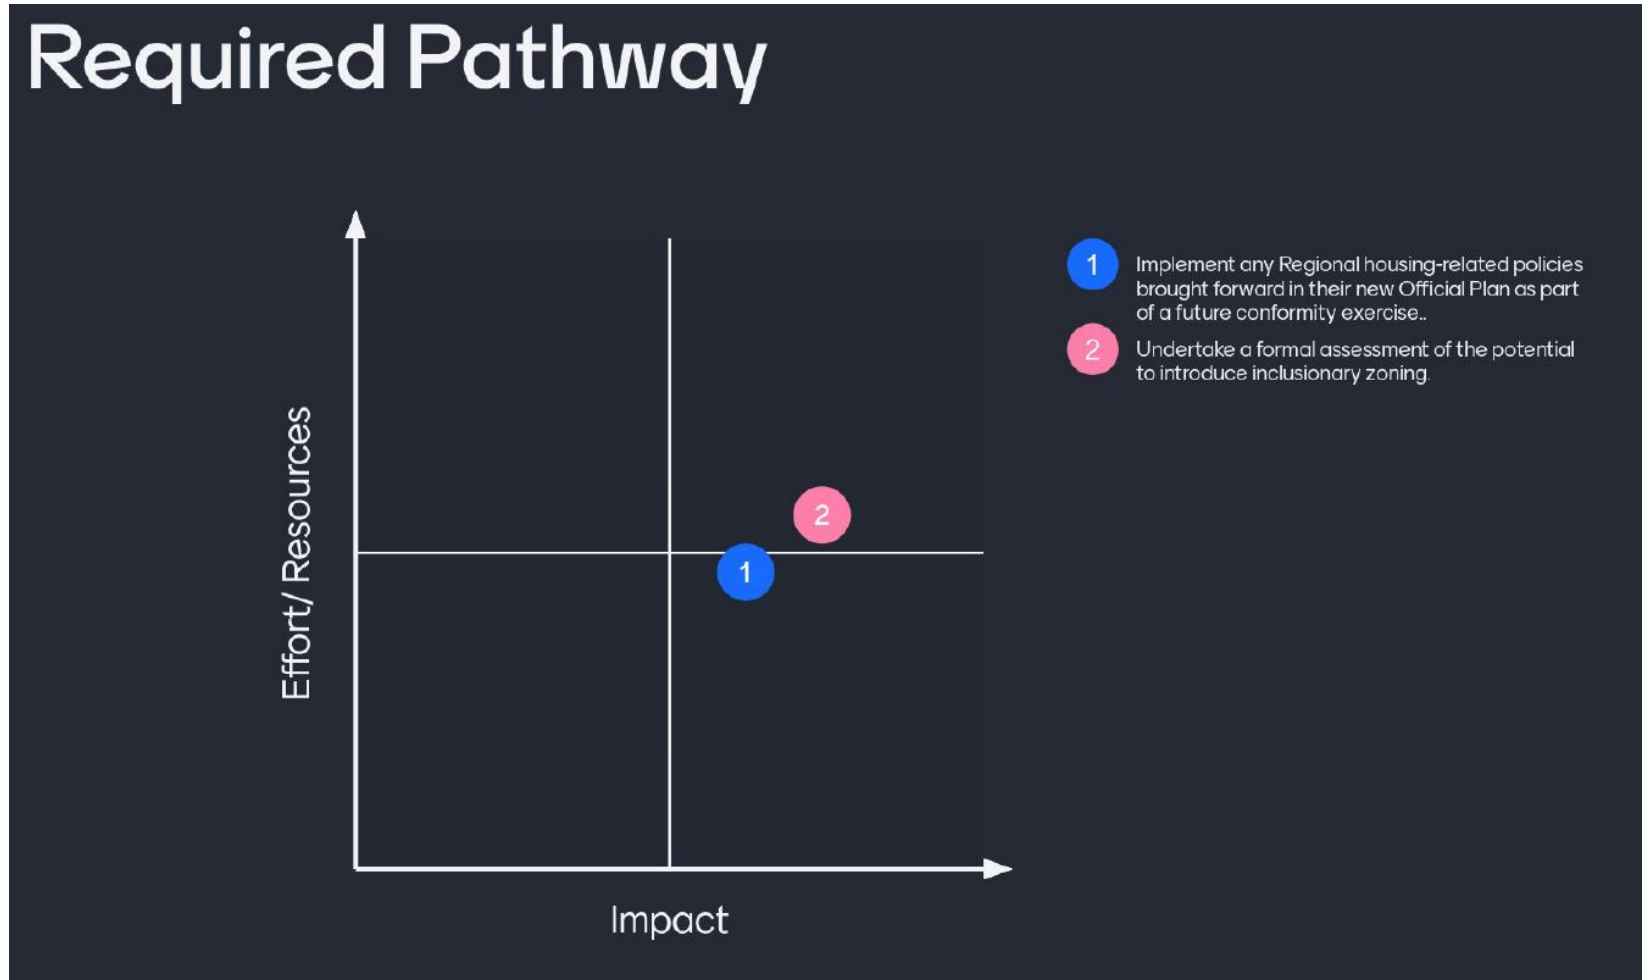 Required Pathway
1
Implement any Regional housing-related policies
brought forward in their new Official Plan as part
of a future conformity exercise..
2
Undertake a formal assessment of the potential
to introduce inclusionary zoning.
Effort/ Resources
2
1
Impact